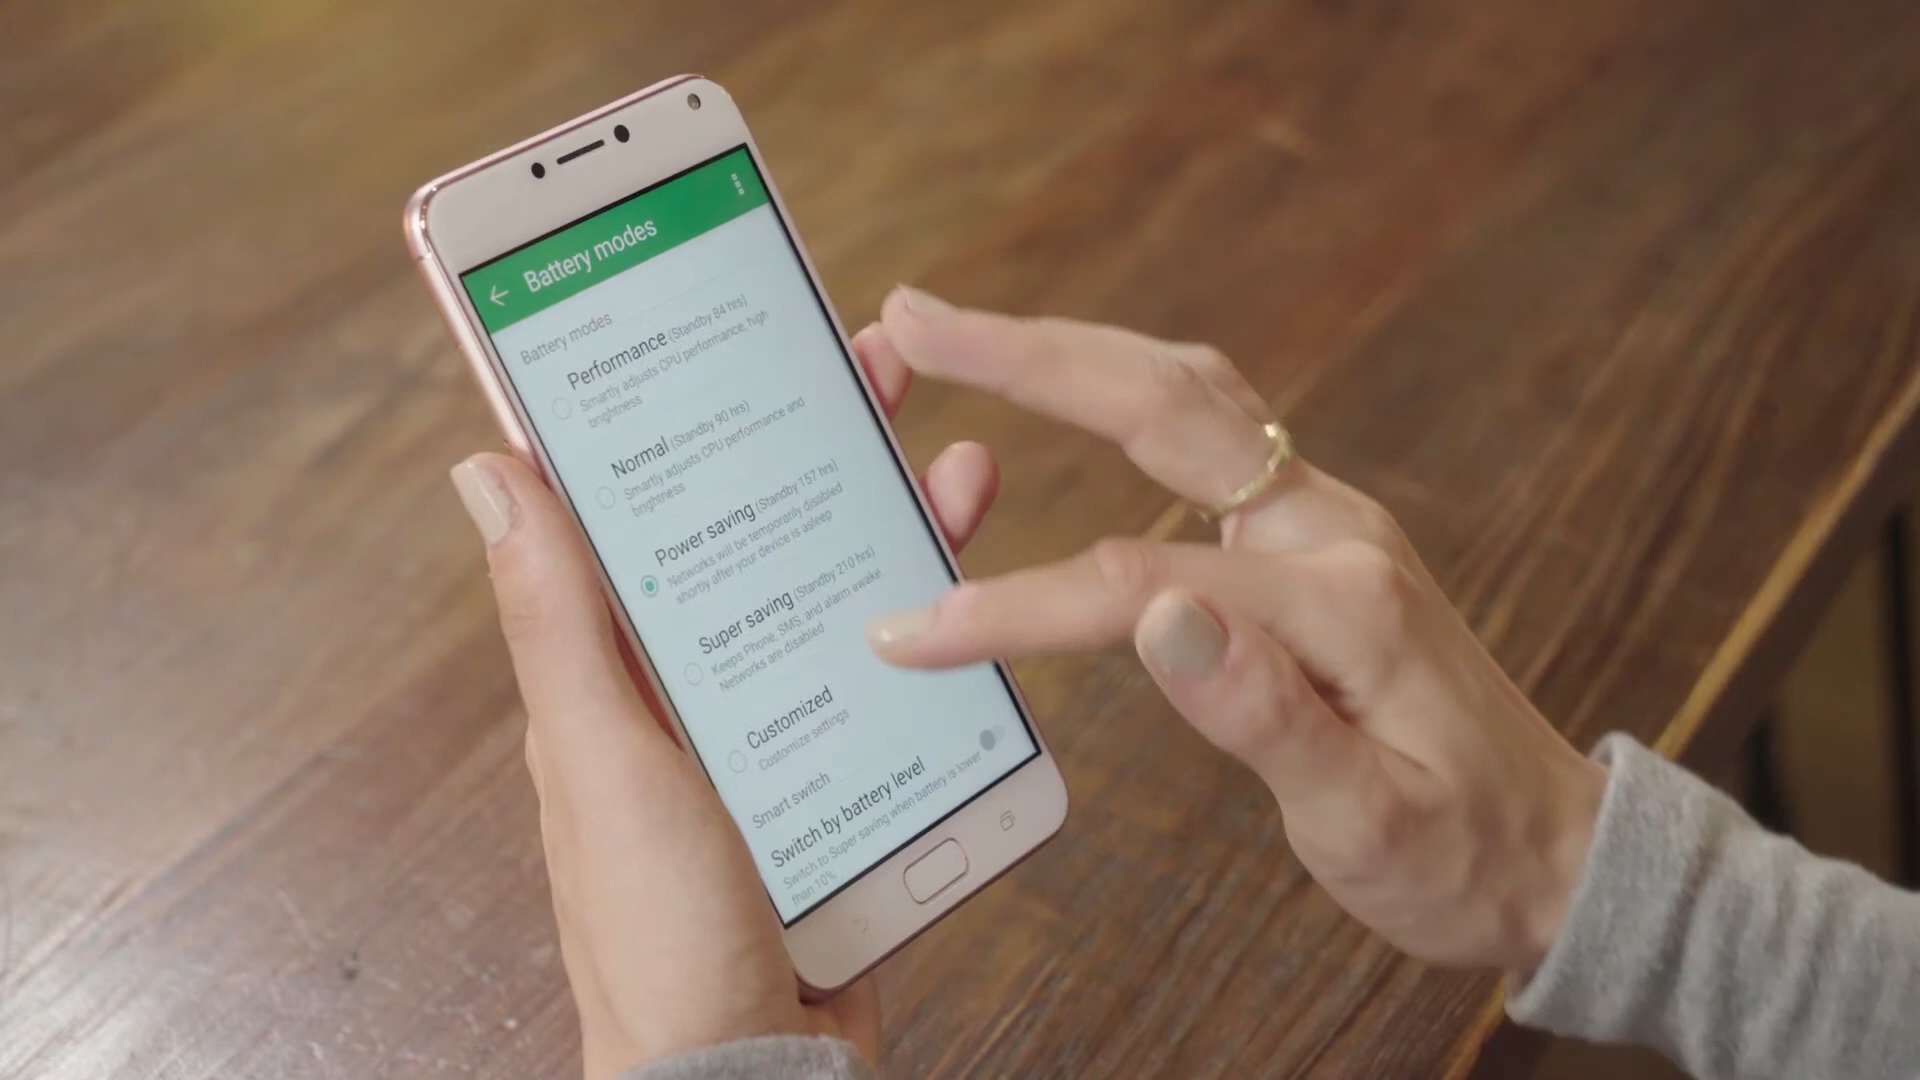 Battery modes
Battery modes
Performance (Standby 84 hrs)
Smartly adjusts CPU performance, high
brightness
Normal (Standby 90 hrs)
Smartly adjusts CPU performance and
brightness
Power saving (Standby 157 hrs)
Networks will be temporarily disabled
shortly after your device is asleep
Super saving (Standby 210 hrs)
Keeps Phone, SMS, and alarm awake
Networks are disabled
Customized
Customize settings
Smart switch
Switch by battery level
Switch to Super saving when battery is lower
than 10%